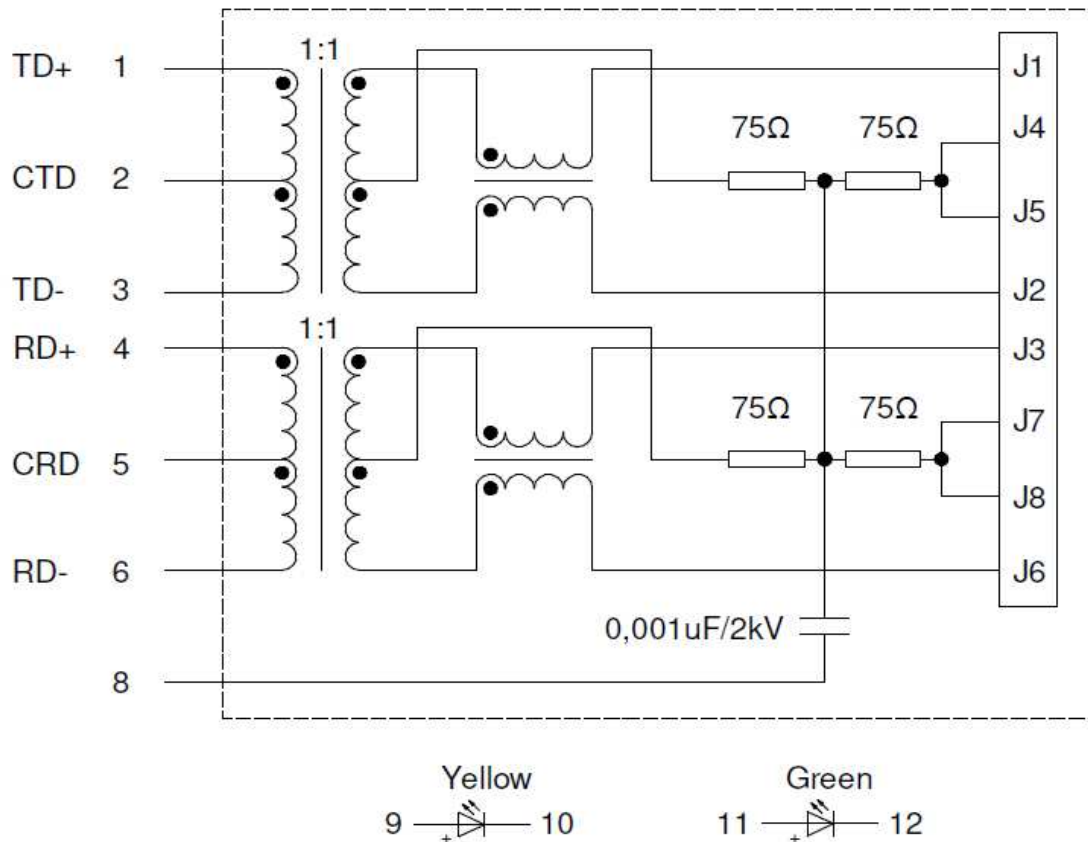 1:1
TD+ 1
J1
75Ω 75Ω
J4
CTD 2
J5
TD- 3
J2
1:1
RD+ 4
J3
75Ω 75Ω
J7
CRD 5
J8
RD- 6
J6
0,001uF/2kV
8
Yellow
9 + 10
Green
11 + 12